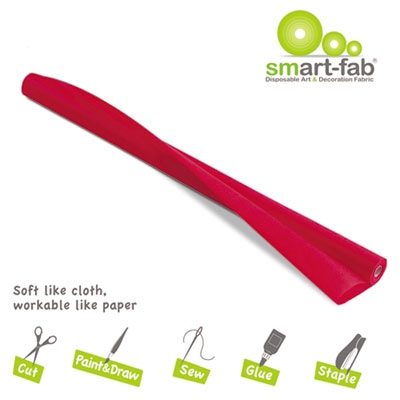 smart-fab®
Disposable Art & Decoration Fabric
Soft like cloth,
workable like paper
Cut
Paint&Draw
Sew
Glue
Staple